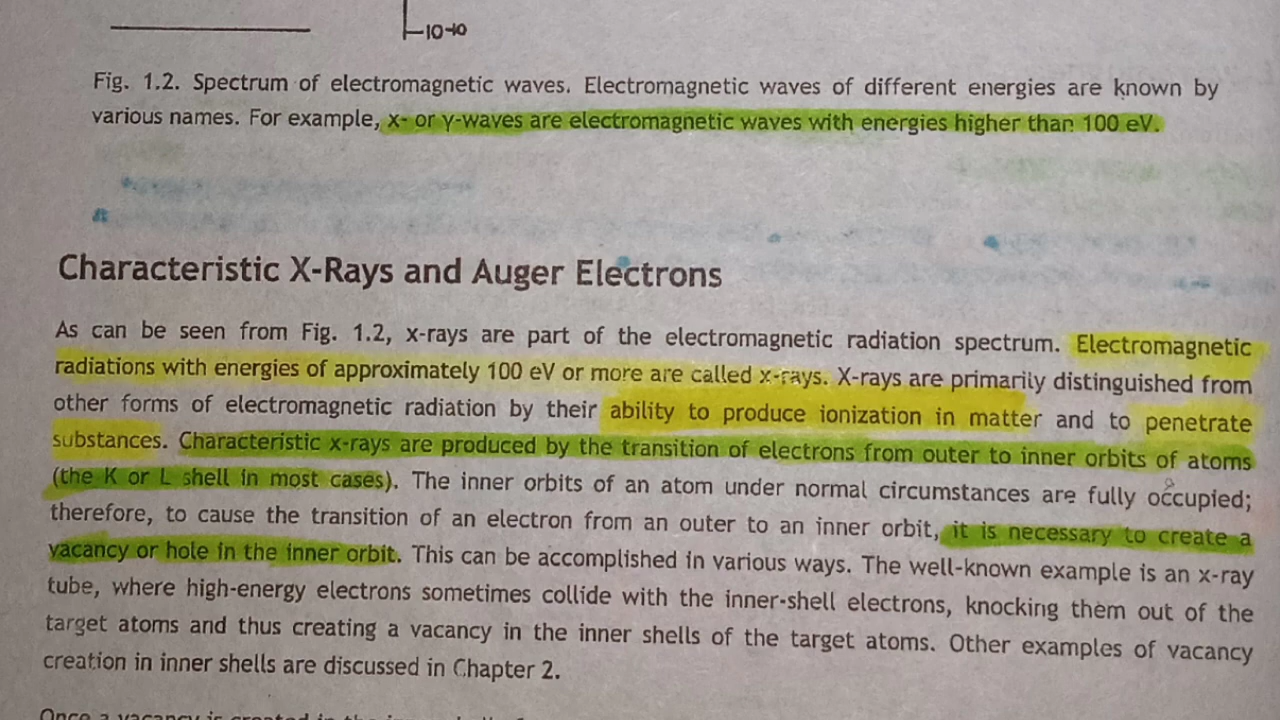 10-10
Fig. 1.2. Spectrum of electromagnetic waves. Electromagnetic waves of different energies are known by
various names. For example, x- or γ-waves are electromagnetic waves with energies higher than 100 eV.
Characteristic X-Rays and Auger Electrons
As can be seen from Fig. 1.2, x-rays are part of the electromagnetic radiation spectrum. Electromagnetic
radiations with energies of approximately 100 eV or more are called x-rays. X-rays are primarily distinguished from
other forms of electromagnetic radiation by their ability to produce ionization in matter and to penetrate
substances. Characteristic x-rays are produced by the transition of electrons from outer to inner orbits of atoms
(the K or L shell in most cases). The inner orbits of an atom under normal circumstances are fully occupied;
therefore, to cause the transition of an electron from an outer to an inner orbit, it is necessary to create a
vacancy or hole in the inner orbit. This can be accomplished in various ways. The well-known example is an x-ray
tube, where high-energy electrons sometimes collide with the inner-shell electrons, knocking them out of the
target atoms and thus creating a vacancy in the inner shells of the target atoms. Other examples of vacancy
creation in inner shells are discussed in Chapter 2.
Once a vacancy is created in the